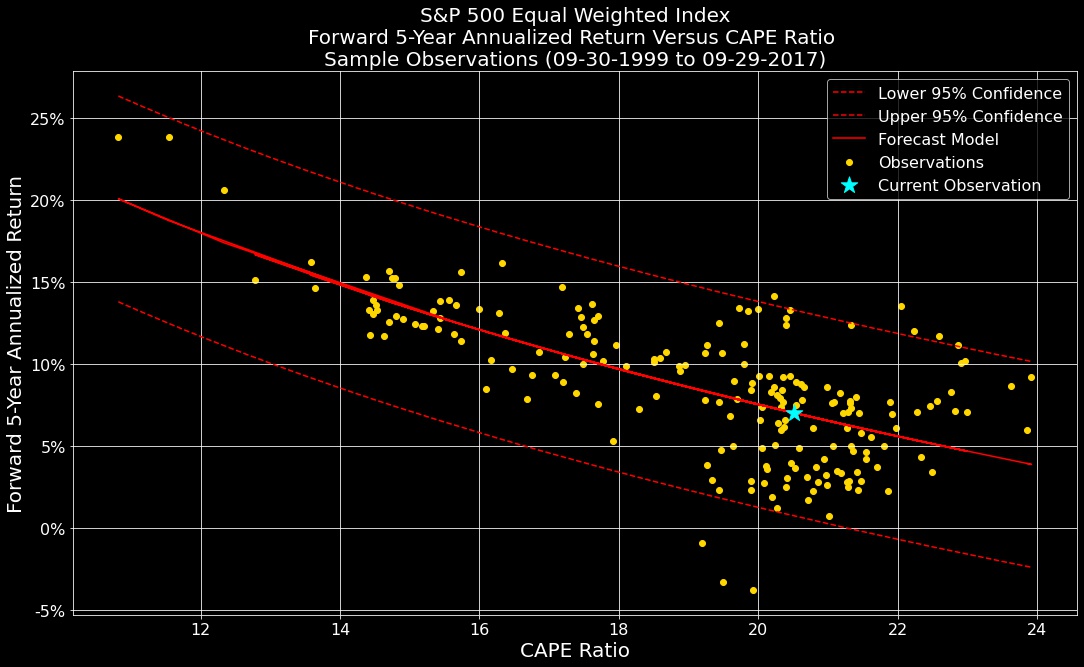 S&P 500 Equal Weighted Index
Forward 5-Year Annualized Return Versus CAPE Ratio
Sample Observations (09-30-1999 to 09-29-2017)
Lower 95% Confidence
Upper 95% Confidence
Forecast Model
Observations
Current Observation
Forward 5-Year Annualized Return
25%
20%
15%
10%
5%
0%
-5%
12 14 16 18 20 22 24
CAPE Ratio